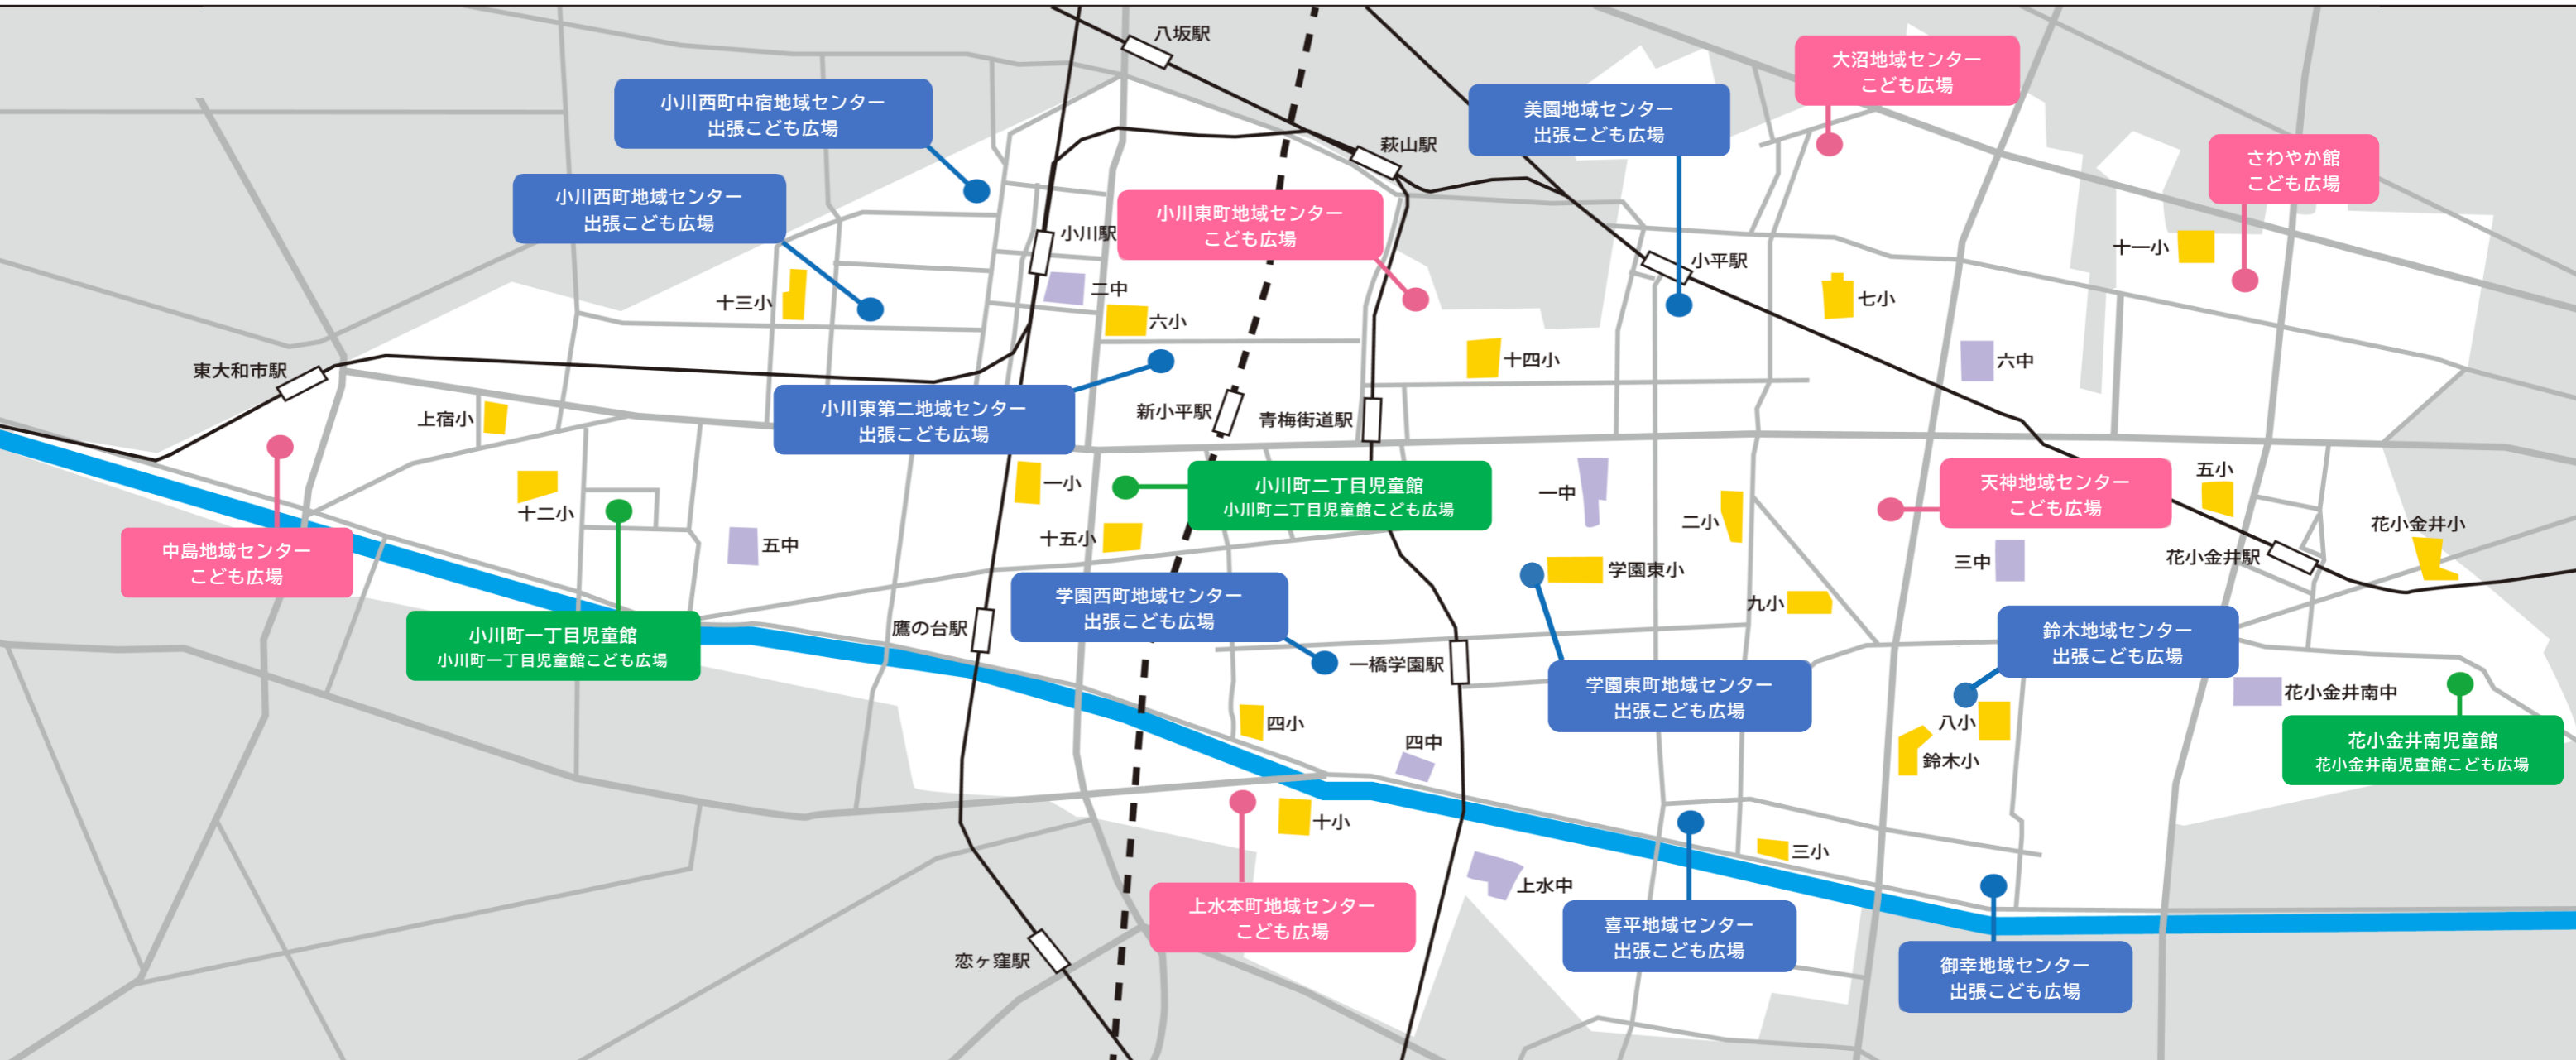 八坂駅
大沼地域センター
こども広場
小川西町中宿地域センター
出張こども広場
美園地域センター
出張こども広場
萩山駅
さわやか館
こども広場
小川西町地域センター
出張こども広場
小川東町地域センター
こども広場
小川駅
十一小
小平駅
二中
十三小
七小
六小
十四小
六中
東大和市駅
上宿小
小川東第二地域センター
出張こども広場
新小平駅
青梅街道駅
一小
小川町二丁目児童館
小川町二丁目児童館こども広場
天神地域センター
こども広場
五小
一中
十二小
二小
花小金井小
十五小
五中
中島地域センター
こども広場
花小金井駅
三中
学園東小
九小
学園西町地域センター
出張こども広場
鷹の台駅
小川町一丁目児童館
小川町一丁目児童館こども広場
鈴木地域センター
出張こども広場
一橋学園駅
学園東町地域センター
出張こども広場
花小金井南中
四小
八小
四中
鈴木小
花小金井南児童館
花小金井南児童館こども広場
十小
三小
上水中
上水本町地域センター
こども広場
喜平地域センター
出張こども広場
恋ヶ窪駅
御幸地域センター
出張こども広場